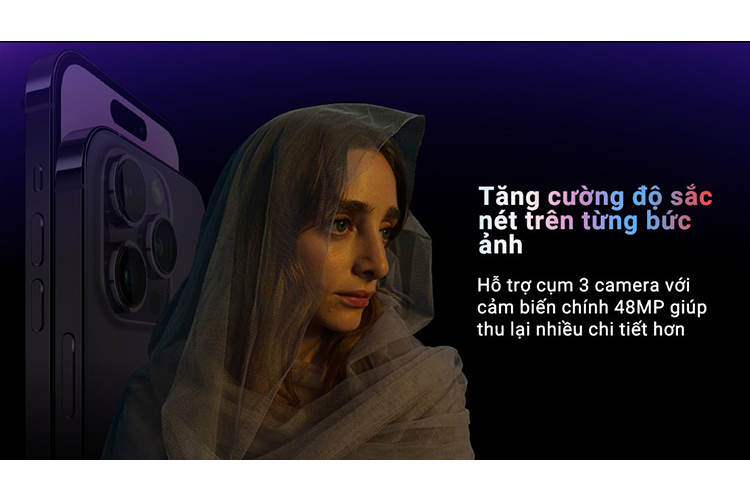 Tăng cường độ sắc
nét trên từng bức
ảnh
Hỗ trợ cụm 3 camera với
cảm biến chính 48MP giúp
thu lại nhiều chi tiết hơn